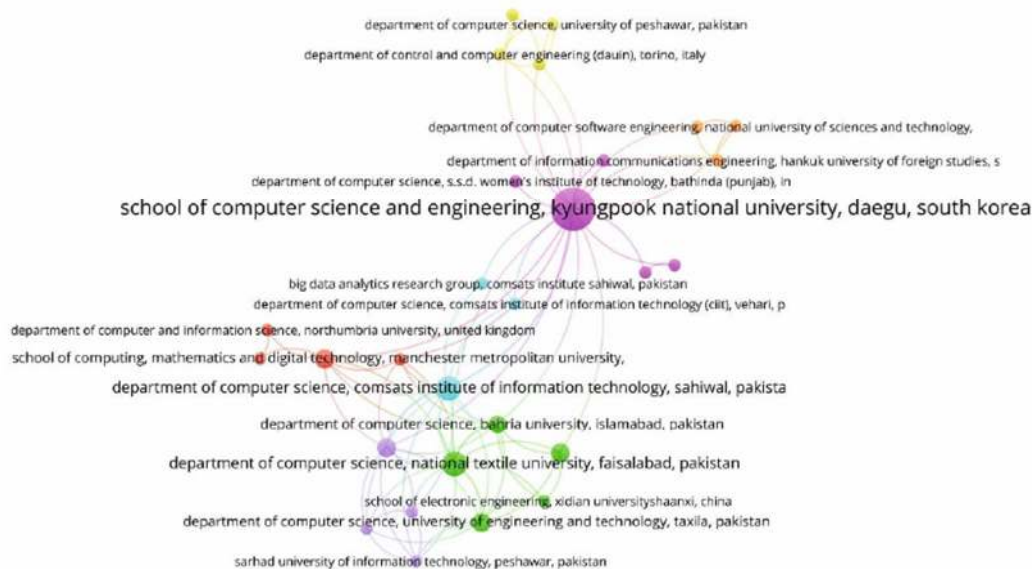 department of computer science, university of peshawar, pakistan
department of control and computer engineering (dauin), torino, italy
department of computer software engineering, national university of sciences and technology,
department of information communications engineering, hankuk university of foreign studies, s
department of computer science, s.s.d. women's institute of technology, bathinda (punjab), in
school of computer science and engineering, kyungpook national university, daegu, south korea
big data analytics research group, comsats institute sahiwal, pakistan
department of computer science, comsats institute of information technology (ciit), vehari, p
department of computer and information science, northumbria university, united kingdom
school of computing, mathematics and digital technology, manchester metropolitan university,
department of computer science, comsats institute of information technology, sahiwal, pakista
department of computer science, bahria university, islamabad, pakistan
department of computer science, national textile university, faisalabad, pakistan
school of electronic engineering, xidian universityshaanxi, china
department of computer science, university of engineering and technology, taxila, pakistan
sarhad university of information technology, peshawar, pakistan